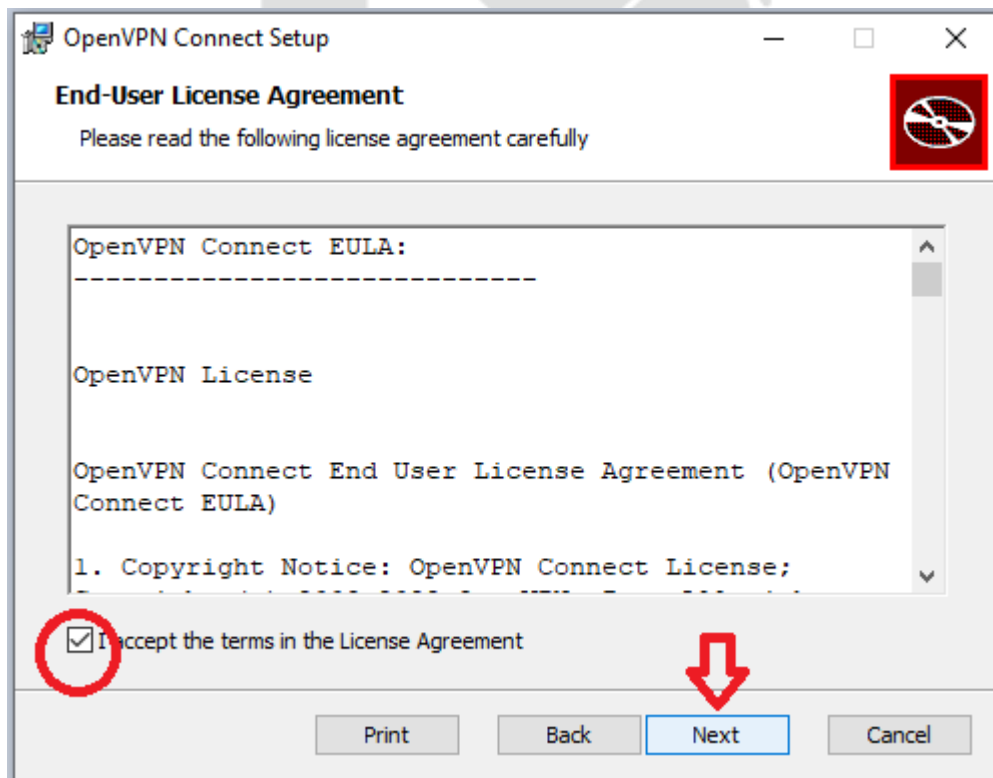 OpenVPN Connect Setup
End-User License Agreement
Please read the following license agreement carefully
OpenVPN Connect EULA:
-----------------------------
OpenVPN License
OpenVPN Connect End User License Agreement (OpenVPN
Connect EULA)
1. Copyright Notice: OpenVPN Connect License;
I accept the terms in the License Agreement
Print Back Next Cancel